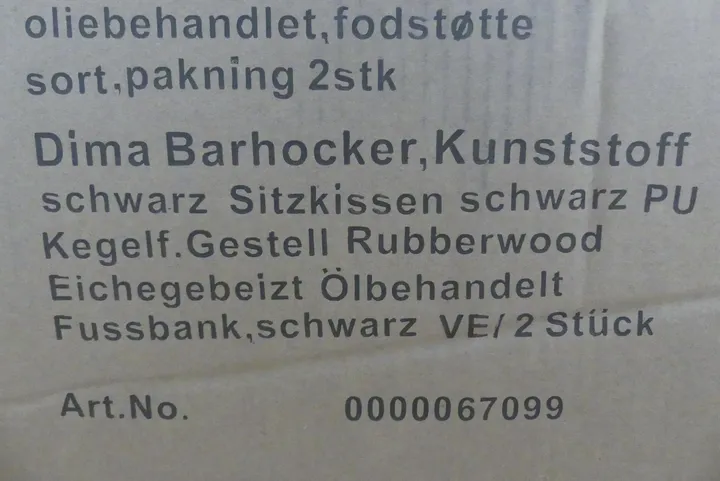 oliebehandlet,fodstøtte
sort,pakning 2stk
Dima Barhocker,Kunststoff
schwarz Sitzkissen schwarz PU
Kegelf.Gestell Rubberwood
Eichegebeizt Ölbehandelt
Fussbank,schwarz VE/ 2 Stück
Art.No. 0000067099